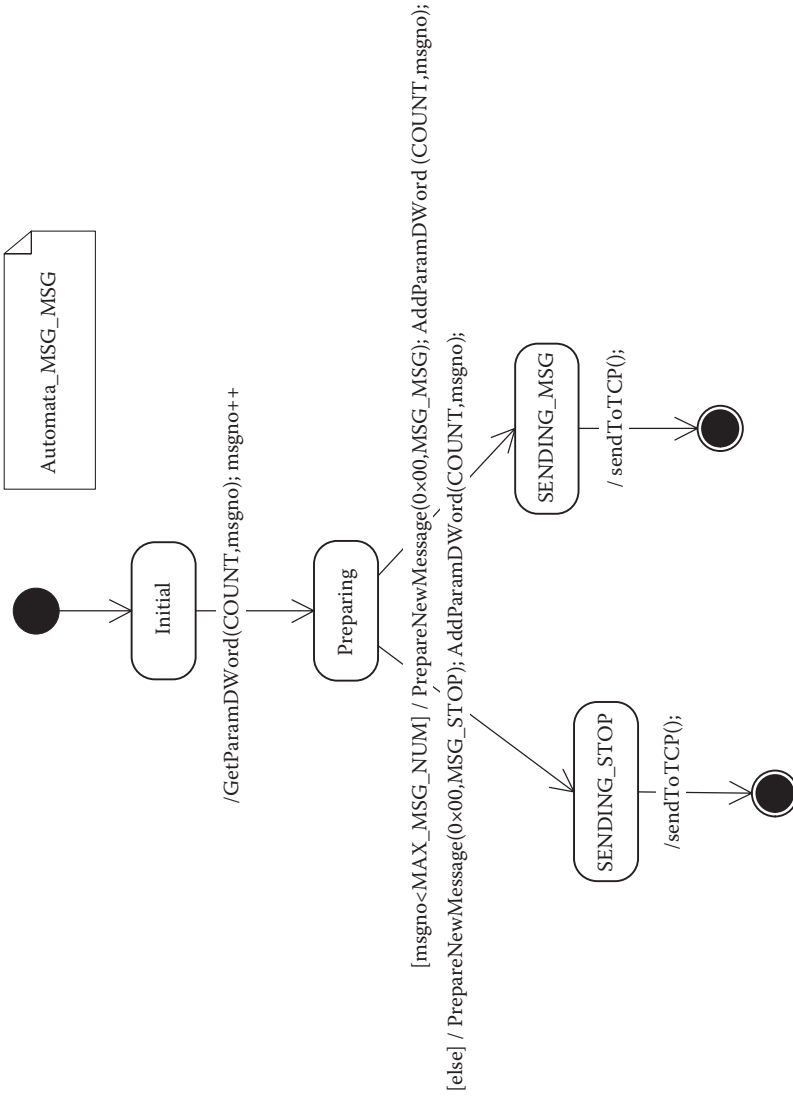 Automata_MSG_MSG
Initial
/GetParamDWord(COUNT,msgno); msgno++
Preparing
[msgno<MAX_MSG_NUM] / PrepareNewMessage(0×00,MSG_MSG); AddParamDWord (COUNT,msgno);
[else] / PrepareNewMessage(0×00,MSG_STOP); AddParamDWord(COUNT,msgno);
SENDING_MSG
/ sendToTCP();
SENDING_STOP
/sendToTCP();